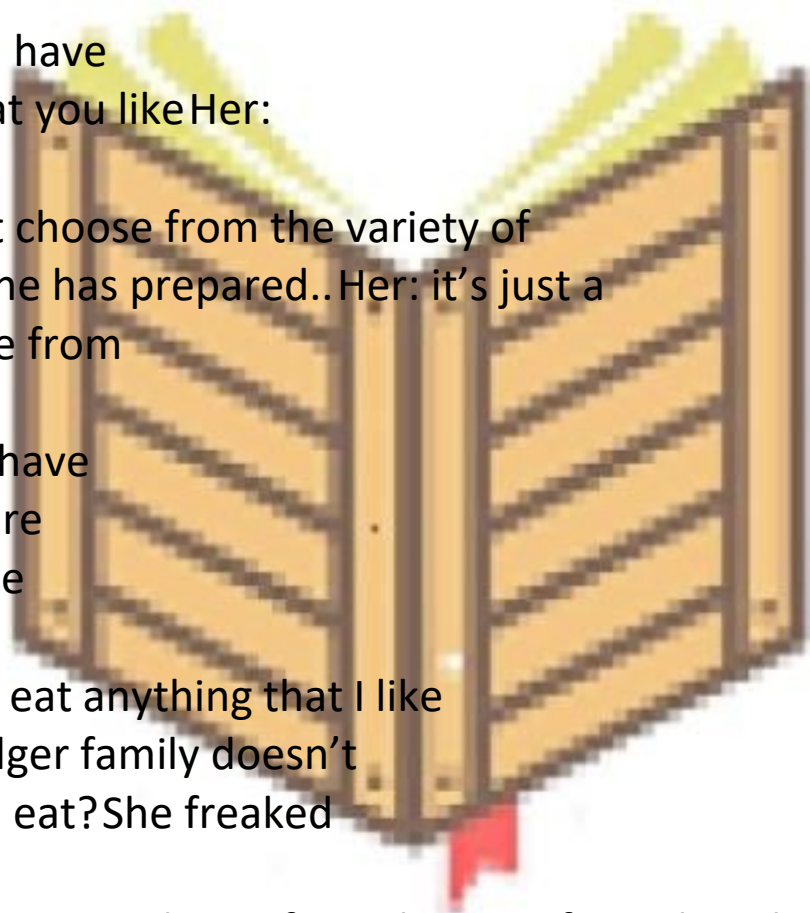 have
at you like Her:
choose from the variety of
he has prepared.. Her: it's just a
e from
have
re
e
eat anything that I like
lger family doesn't
eat? She freaked